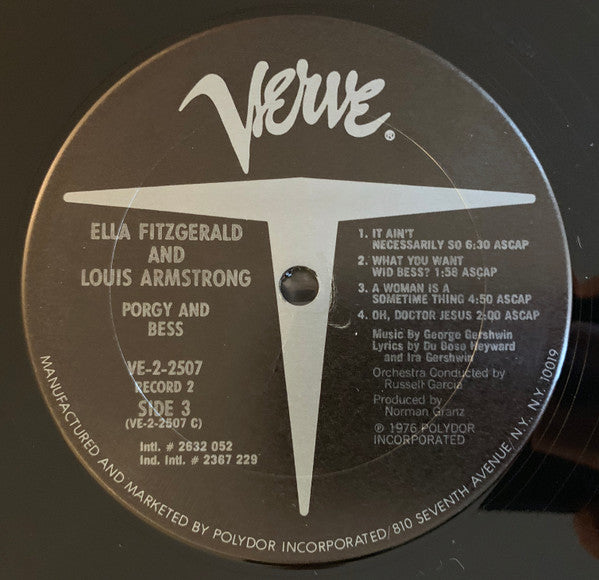 Verve®
ELLA FITZGERALD
AND
LOUIS ARMSTRONG
PORGY AND
BESS
VE-2-2507
RECORD 2
SIDE 3
(VE-2-2507 C)
Intl. # 2632 052
Ind. Intl. # 2367 229
1. IT AIN'T
NECESSARILY SO 6:30 ASCAP
2. WHAT YOU WANT
WID BESS? 1:58 ASCAP
3. A WOMAN IS A
SOMETIME THING 4:50 ASCAP
4. OH, DOCTOR JESUS 2:00 ASCAP
Music By George Gershwin
Lyrics by Du Bose Heyward
and Ira Gershwin
Orchestra Conducted by
Russell Garcia
Produced by
Norman Granz
℗ 1976 POLYDOR
INCORPORATED
MANUFACTURED AND MARKETED BY POLYDOR INCORPORATED/810 SEVENTH AVENUE, N.Y. N.Y. 10019